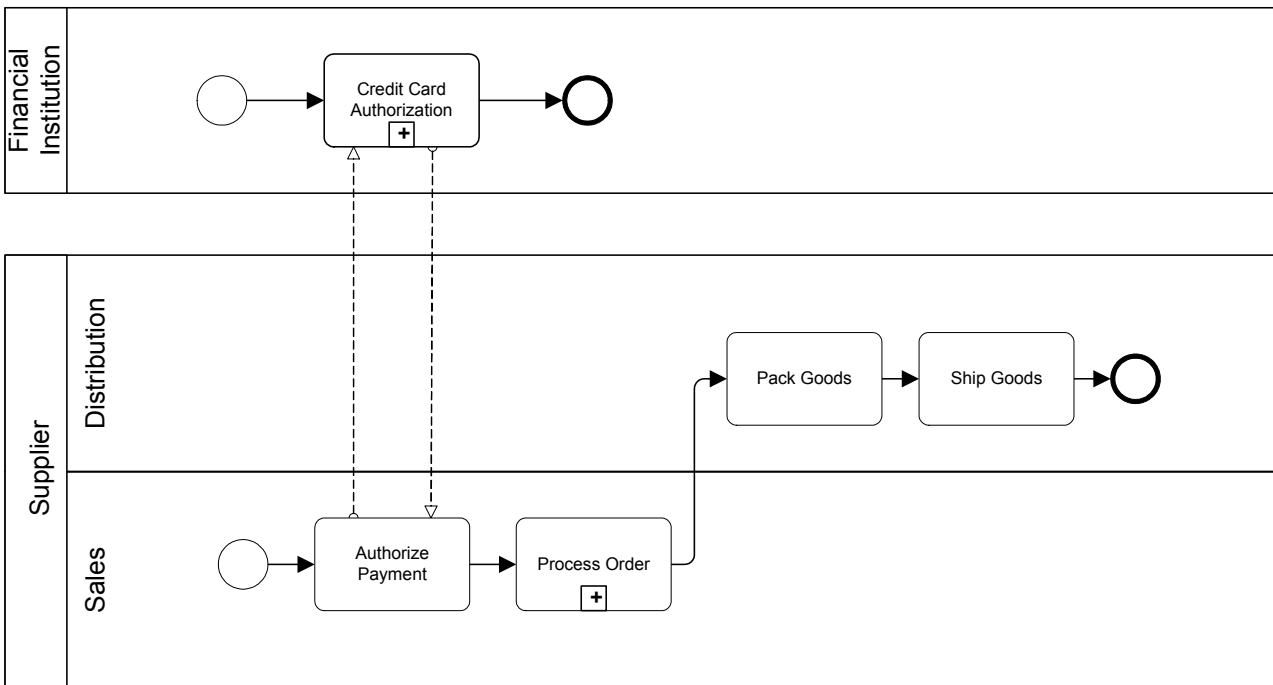 Financial
Institution
Credit Card
Authorization
+
Supplier
Distribution
Pack Goods
Ship Goods
Sales
Authorize
Payment
Process Order
+